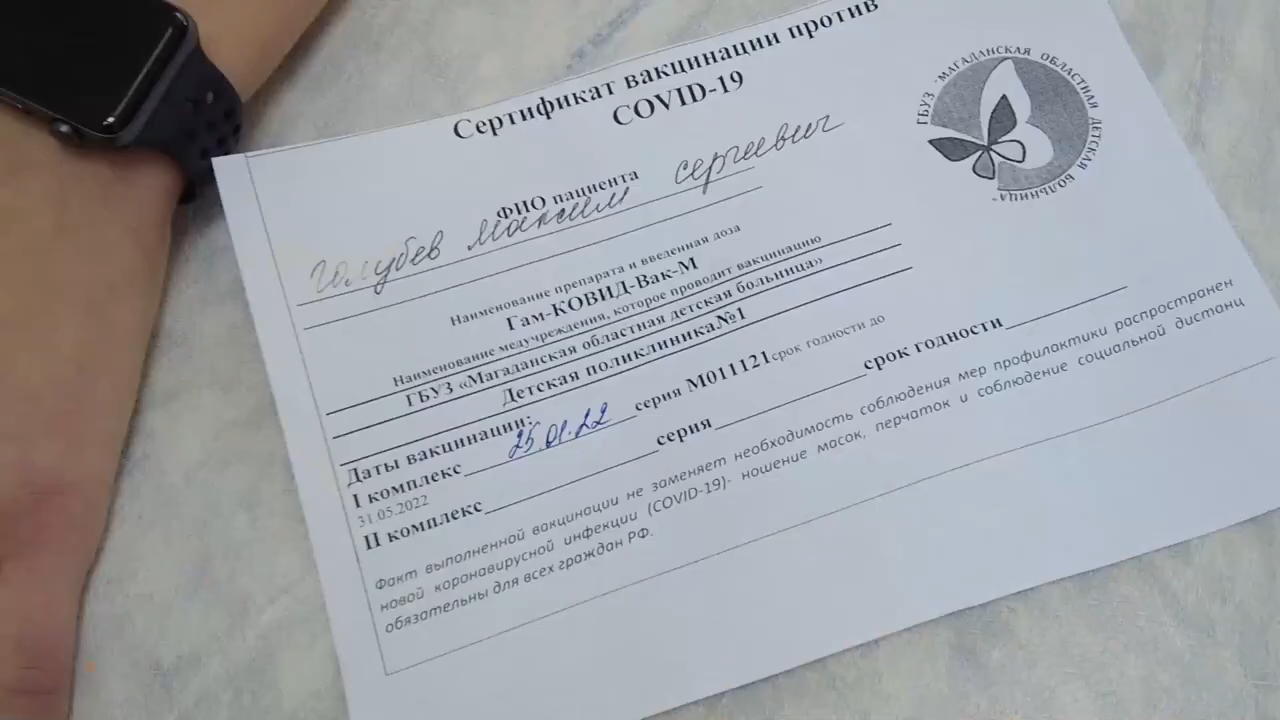 Сертификат вакцинации против
COVID-19
ГБУЗ "МАГАДАНСКАЯ ОБЛАСТНАЯ ДЕТСКАЯ БОЛЬНИЦА"
ФИО пациента
Голубев Максим Сергеевич
Наименование препарата и введенная доза
Гам-КОВИД-Вак-М
Наименование медучреждения, которое проводит вакцинацию
ГБУЗ «Магаданская областная детская больница»
Детская поликлиника№1
Даты вакцинации:
I комплекс 25.01.22 серия М011121 срок годности до
31.05.2022
II комплекс серия срок годности
Факт выполненной вакцинации не заменяет необходимость соблюдения мер профилактики распространен
новой коронавирусной инфекции (COVID-19)- ношение масок, перчаток и соблюдение социальной дистанц
обязательны для всех граждан РФ.